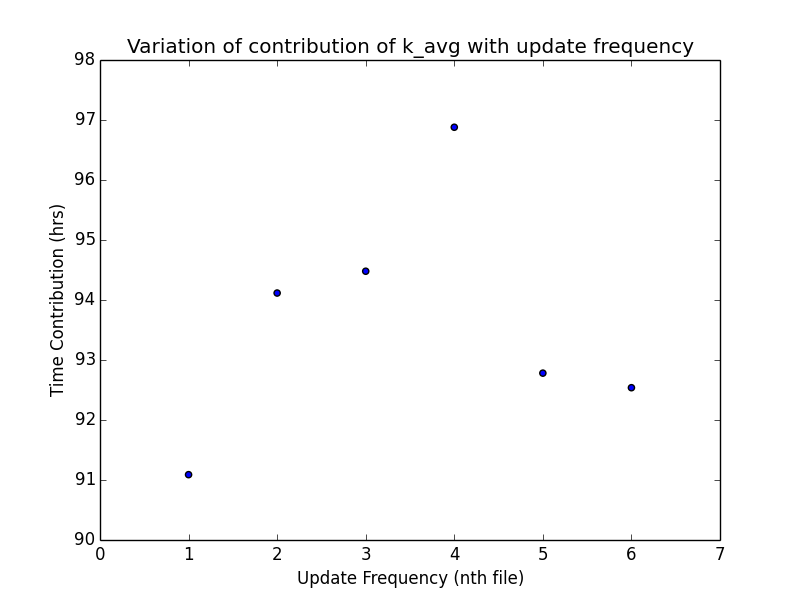 Variation of contribution of k_avg with update frequency
98
97
96
95
94
93
92
91
90
Time Contribution (hrs)
0 1 2 3 4 5 6 7
Update Frequency (nth file)